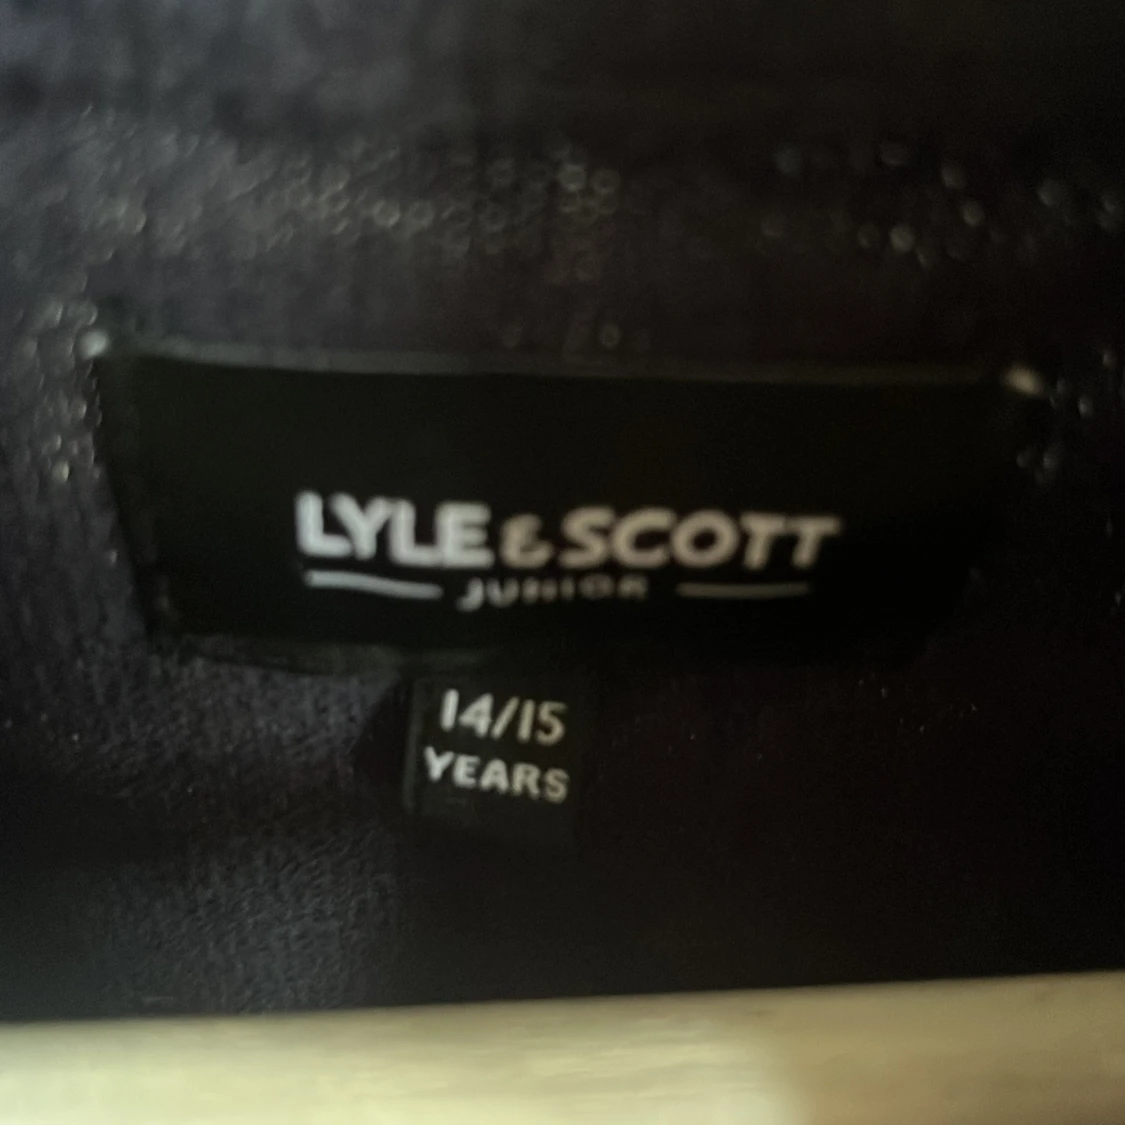 LYLE & SCOTT
JUNIOR
14/15
YEARS